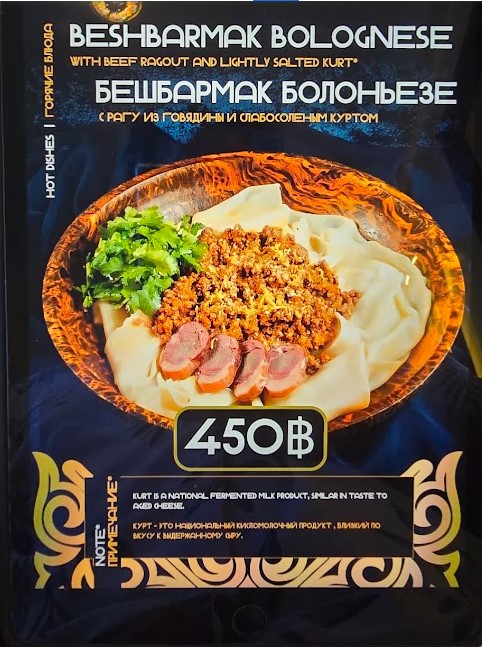 BESHBARMAK BOLOGNESE
WITH BEEF RAGOUT AND LIGHTLY SALTED KURT*
БЕШБАРМАК БОЛОНЬЕЗЕ
С РАГУ ИЗ ГОВЯДИНЫ И СЛАБОСОЛЕНЫМ КУРТОМ
HOT DISHES | ГОРЯЧИЕ БЛЮДА
450฿
NOTE*
ПРИМЕЧАНИЕ*
KURT IS A NATIONAL FERMENTED MILK PRODUCT, SIMILAR IN TASTE TO
AGED CHEESE.
КУРТ - ЭТО НАЦИОНАЛЬНЫЙ КИСЛОМОЛОЧНЫЙ ПРОДУКТ , БЛИЗКИЙ ПО
ВКУСУ К ВЫДЕРЖАННОМУ СЫРУ.